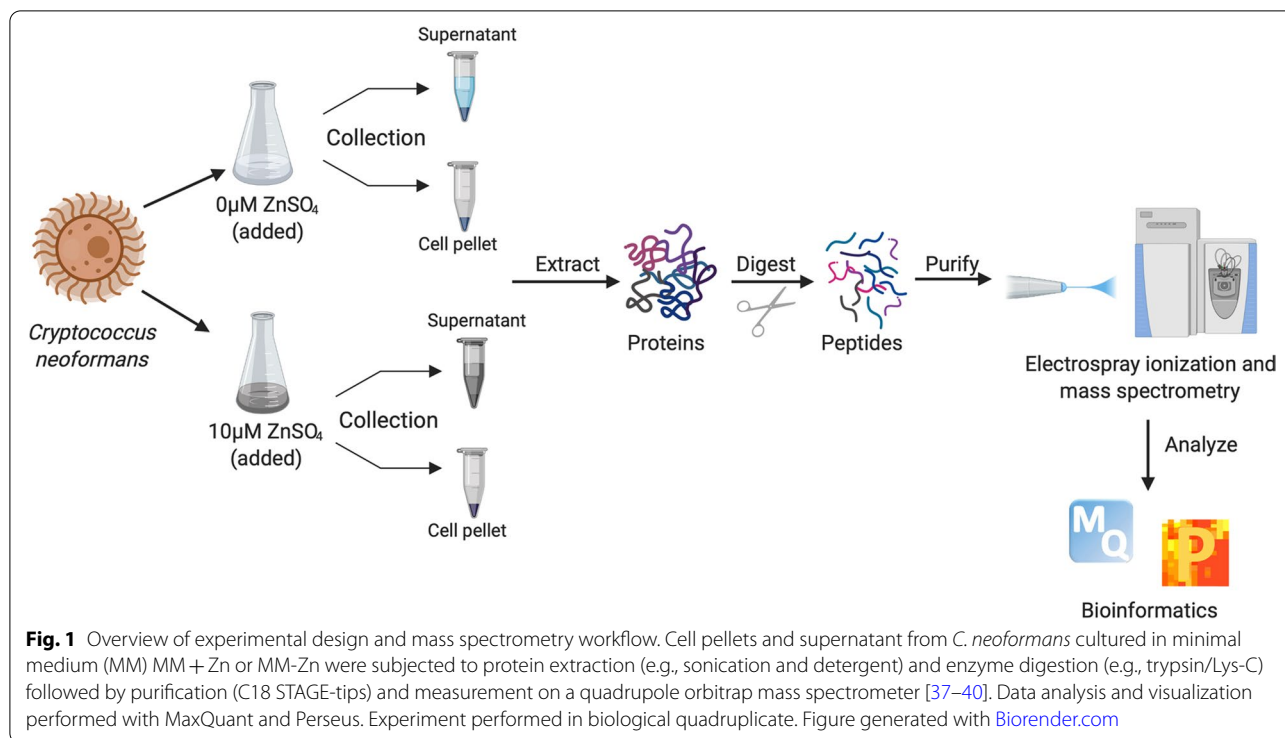 Supernatant
Collection
0µM ZnSO₄
(added)
Cell pellet
Cryptococcus
neoformans
Supernatant
Collection
10µM ZnSO₄
(added)
Cell pellet
Extract
Proteins
Digest
Peptides
Purify
Electrospray ionization and
mass spectrometry
Analyze
M
Q
P
Bioinformatics
Fig. 1 Overview of experimental design and mass spectrometry workflow. Cell pellets and supernatant from C. neoformans cultured in minimal
medium (MM) MM + Zn or MM-Zn were subjected to protein extraction (e.g., sonication and detergent) and enzyme digestion (e.g., trypsin/Lys-C)
followed by purification (C18 STAGE-tips) and measurement on a quadrupole orbitrap mass spectrometer [37–40]. Data analysis and visualization
performed with MaxQuant and Perseus. Experiment performed in biological quadruplicate. Figure generated with Biorender.com